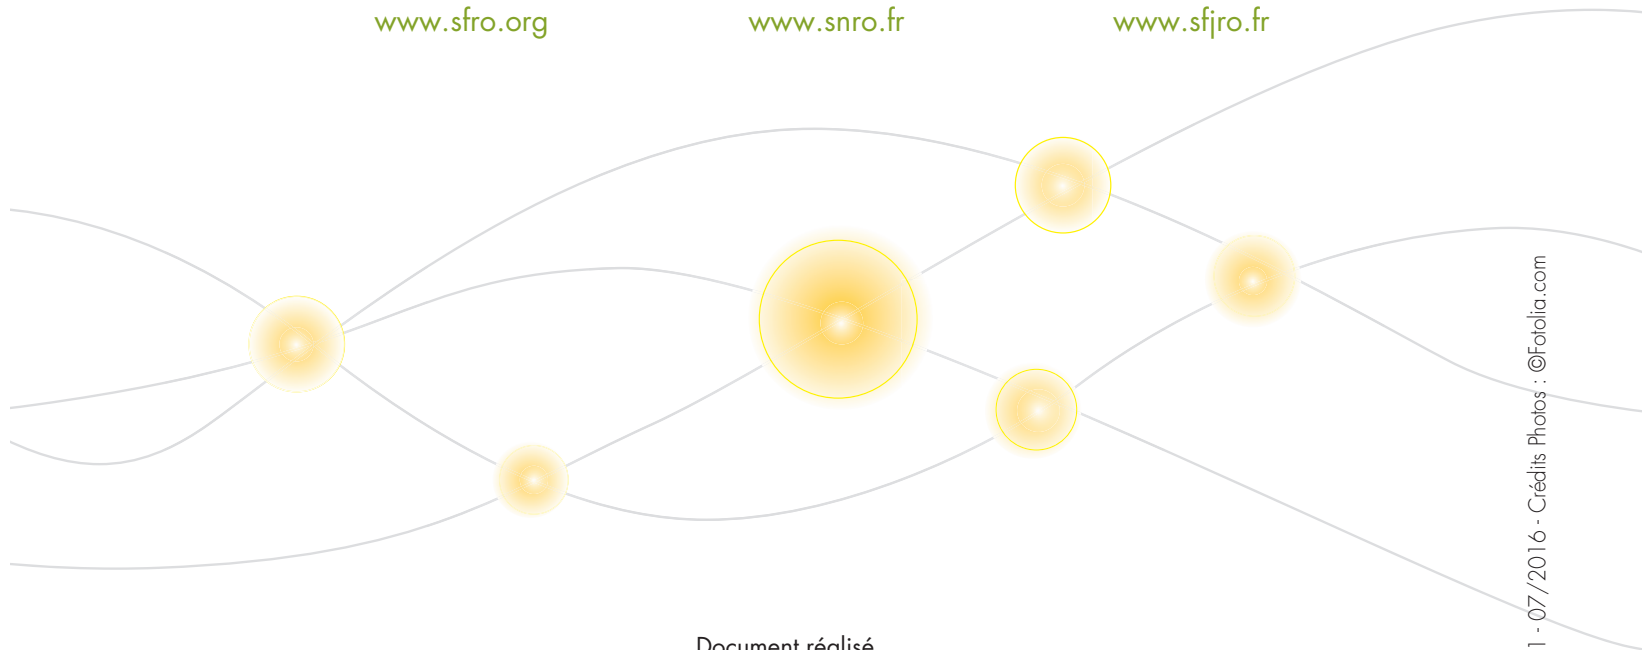 www.sfro.org
www.snro.fr
www.sfjro.fr
1 - 07/2016 - Crédits Photos : ©Fotolia.com
Document réalisé